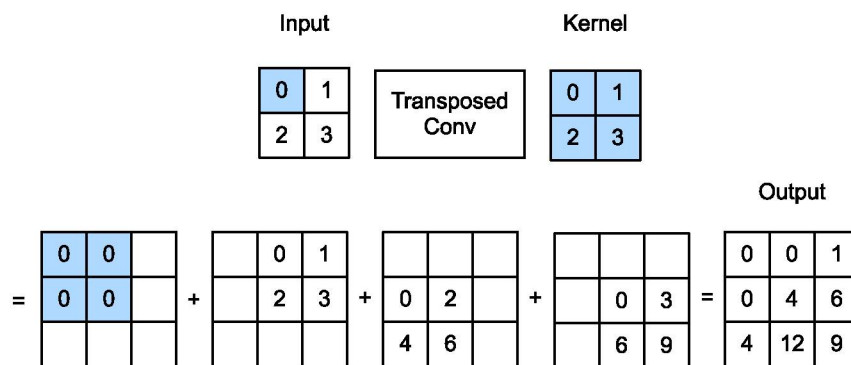 Input Kernel
0 1 Transposed 0 1
2 3 Conv 2 3
Output
0 0 0 1 0 0 1
= 0 0 + 2 3 + 0 2 + 0 3 = 0 4 6
4 6 6 9 4 12 9